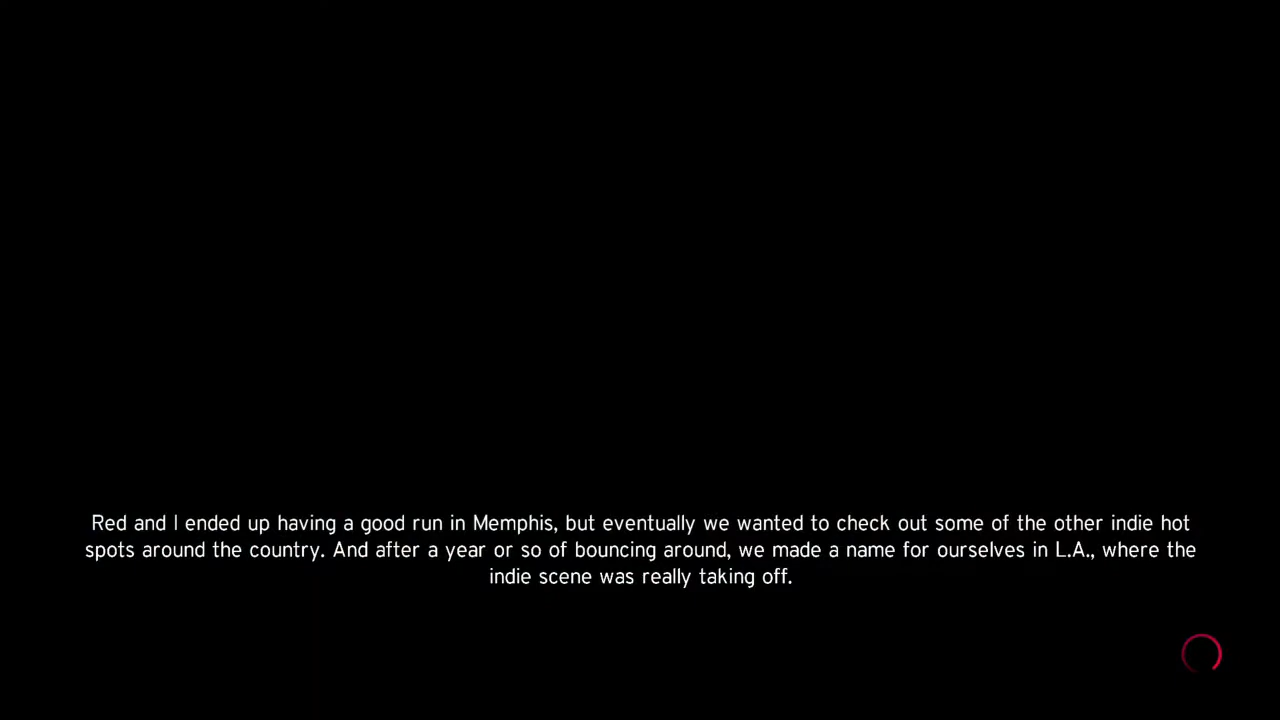 Red and I ended up having a good run in Memphis, but eventually we wanted to check out some of the other indie hot
spots around the country. And after a year or so of bouncing around, we made a name for ourselves in L.A., where the
indie scene was really taking off.